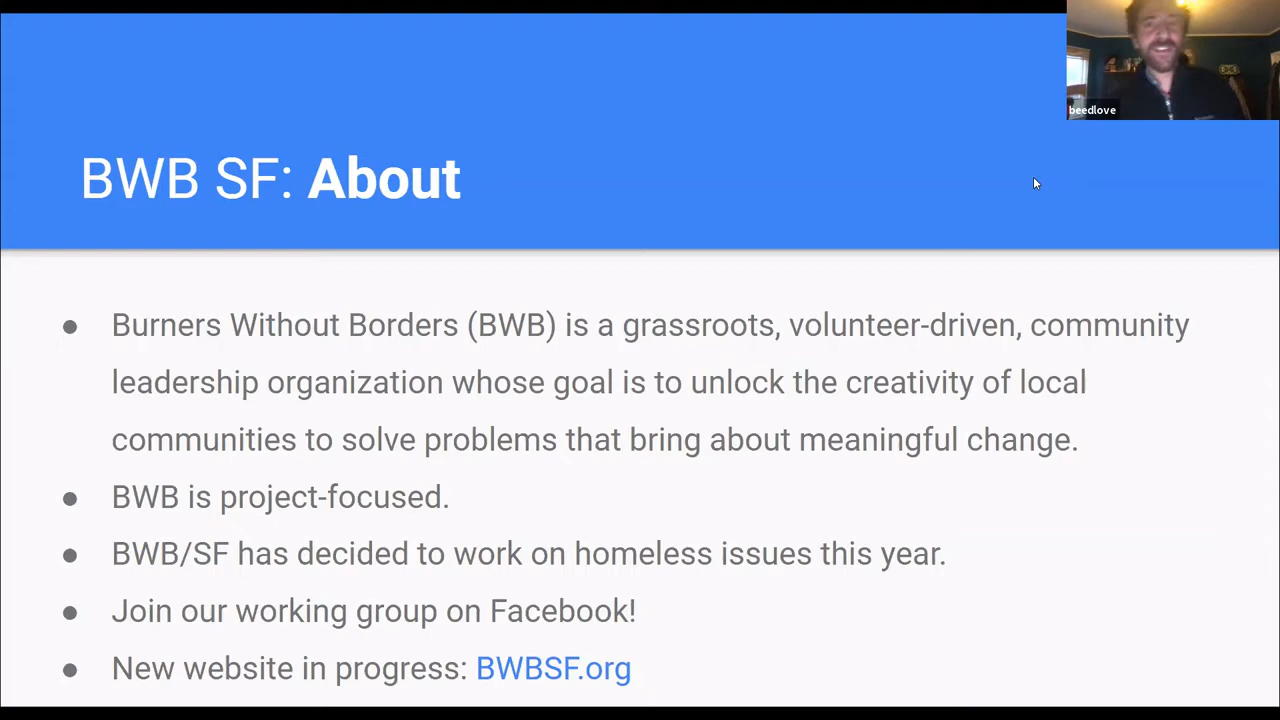 beedlove
BWB SF: About
● Burners Without Borders (BWB) is a grassroots, volunteer-driven, community
leadership organization whose goal is to unlock the creativity of local
communities to solve problems that bring about meaningful change.
● BWB is project-focused.
● BWB/SF has decided to work on homeless issues this year.
● Join our working group on Facebook!
● New website in progress: BWBSF.org